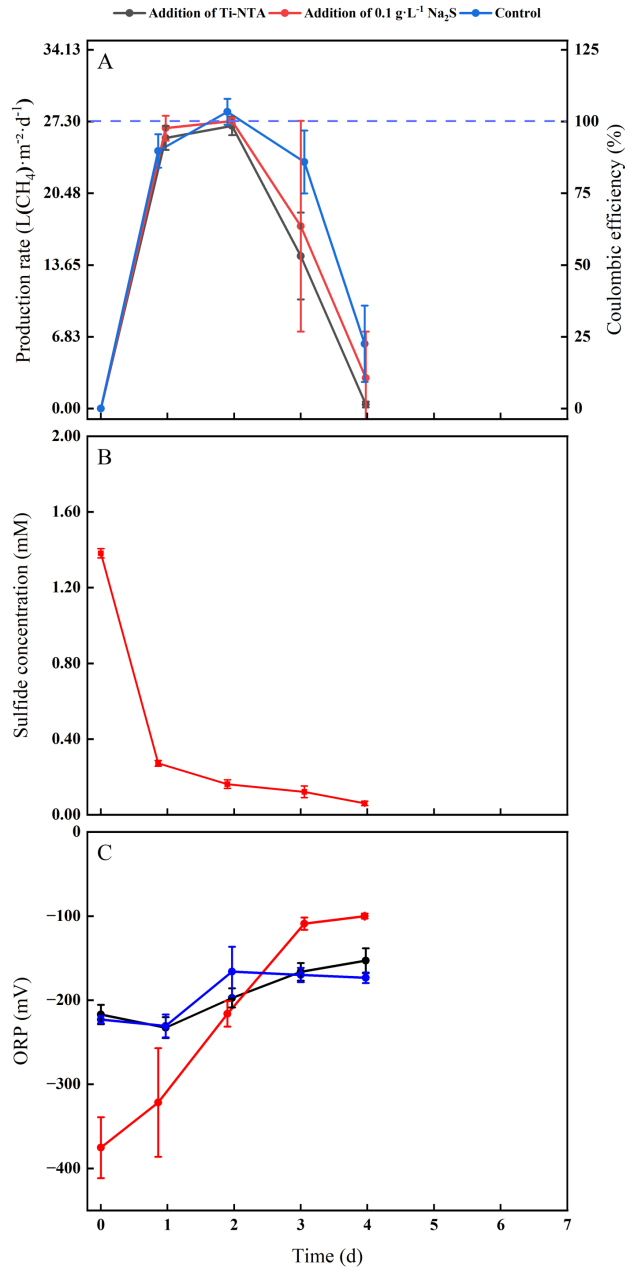 Addition of Ti-NTA Addition of 0.1 g·L⁻¹ Na₂S Control
A
34.13
27.30
20.48
13.65
6.83
0.00
Production rate (L(CH₄)·m⁻²·d⁻¹)
125
100
75
50
25
0
Coulombic efficiency (%)
B
2.00
1.60
1.20
0.80
0.40
0.00
Sulfide concentration (mM)
C
0
−100
−200
−300
−400
ORP (mV)
0 1 2 3 4 5 6 7
Time (d)